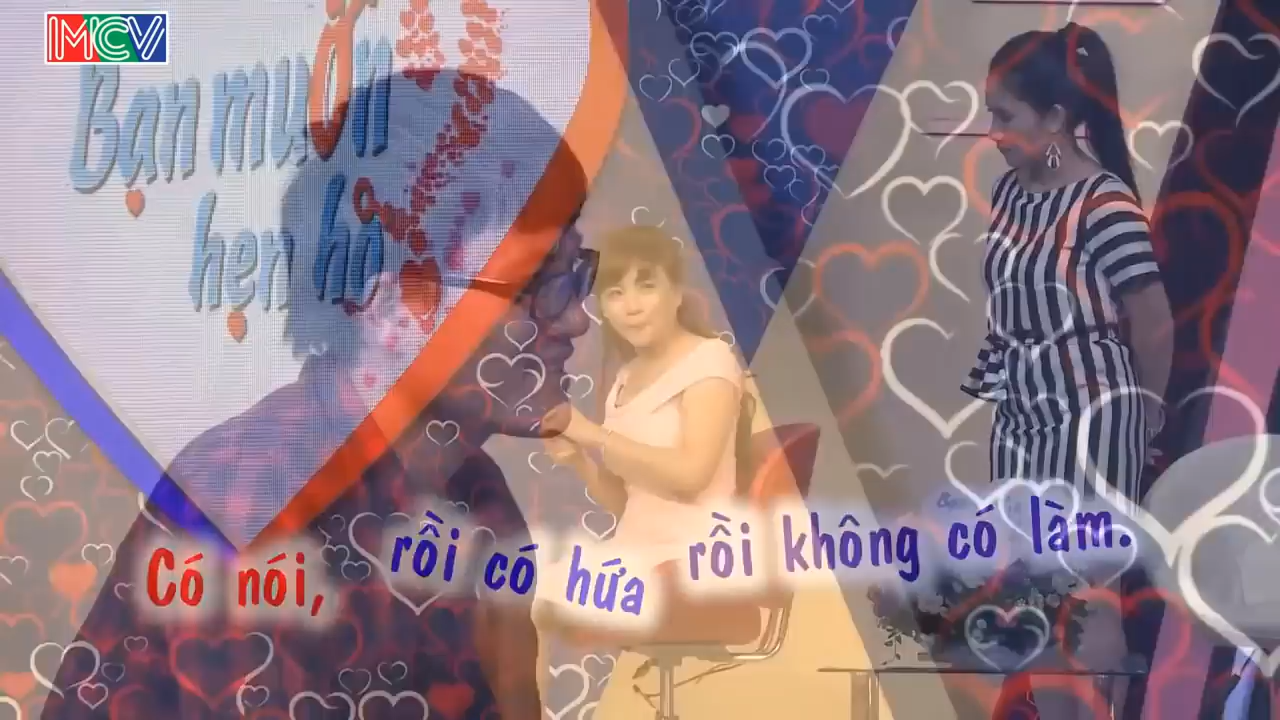 MCV
Bạn muốn
hẹn hò
Có nói, rồi có hứa rồi không có làm.